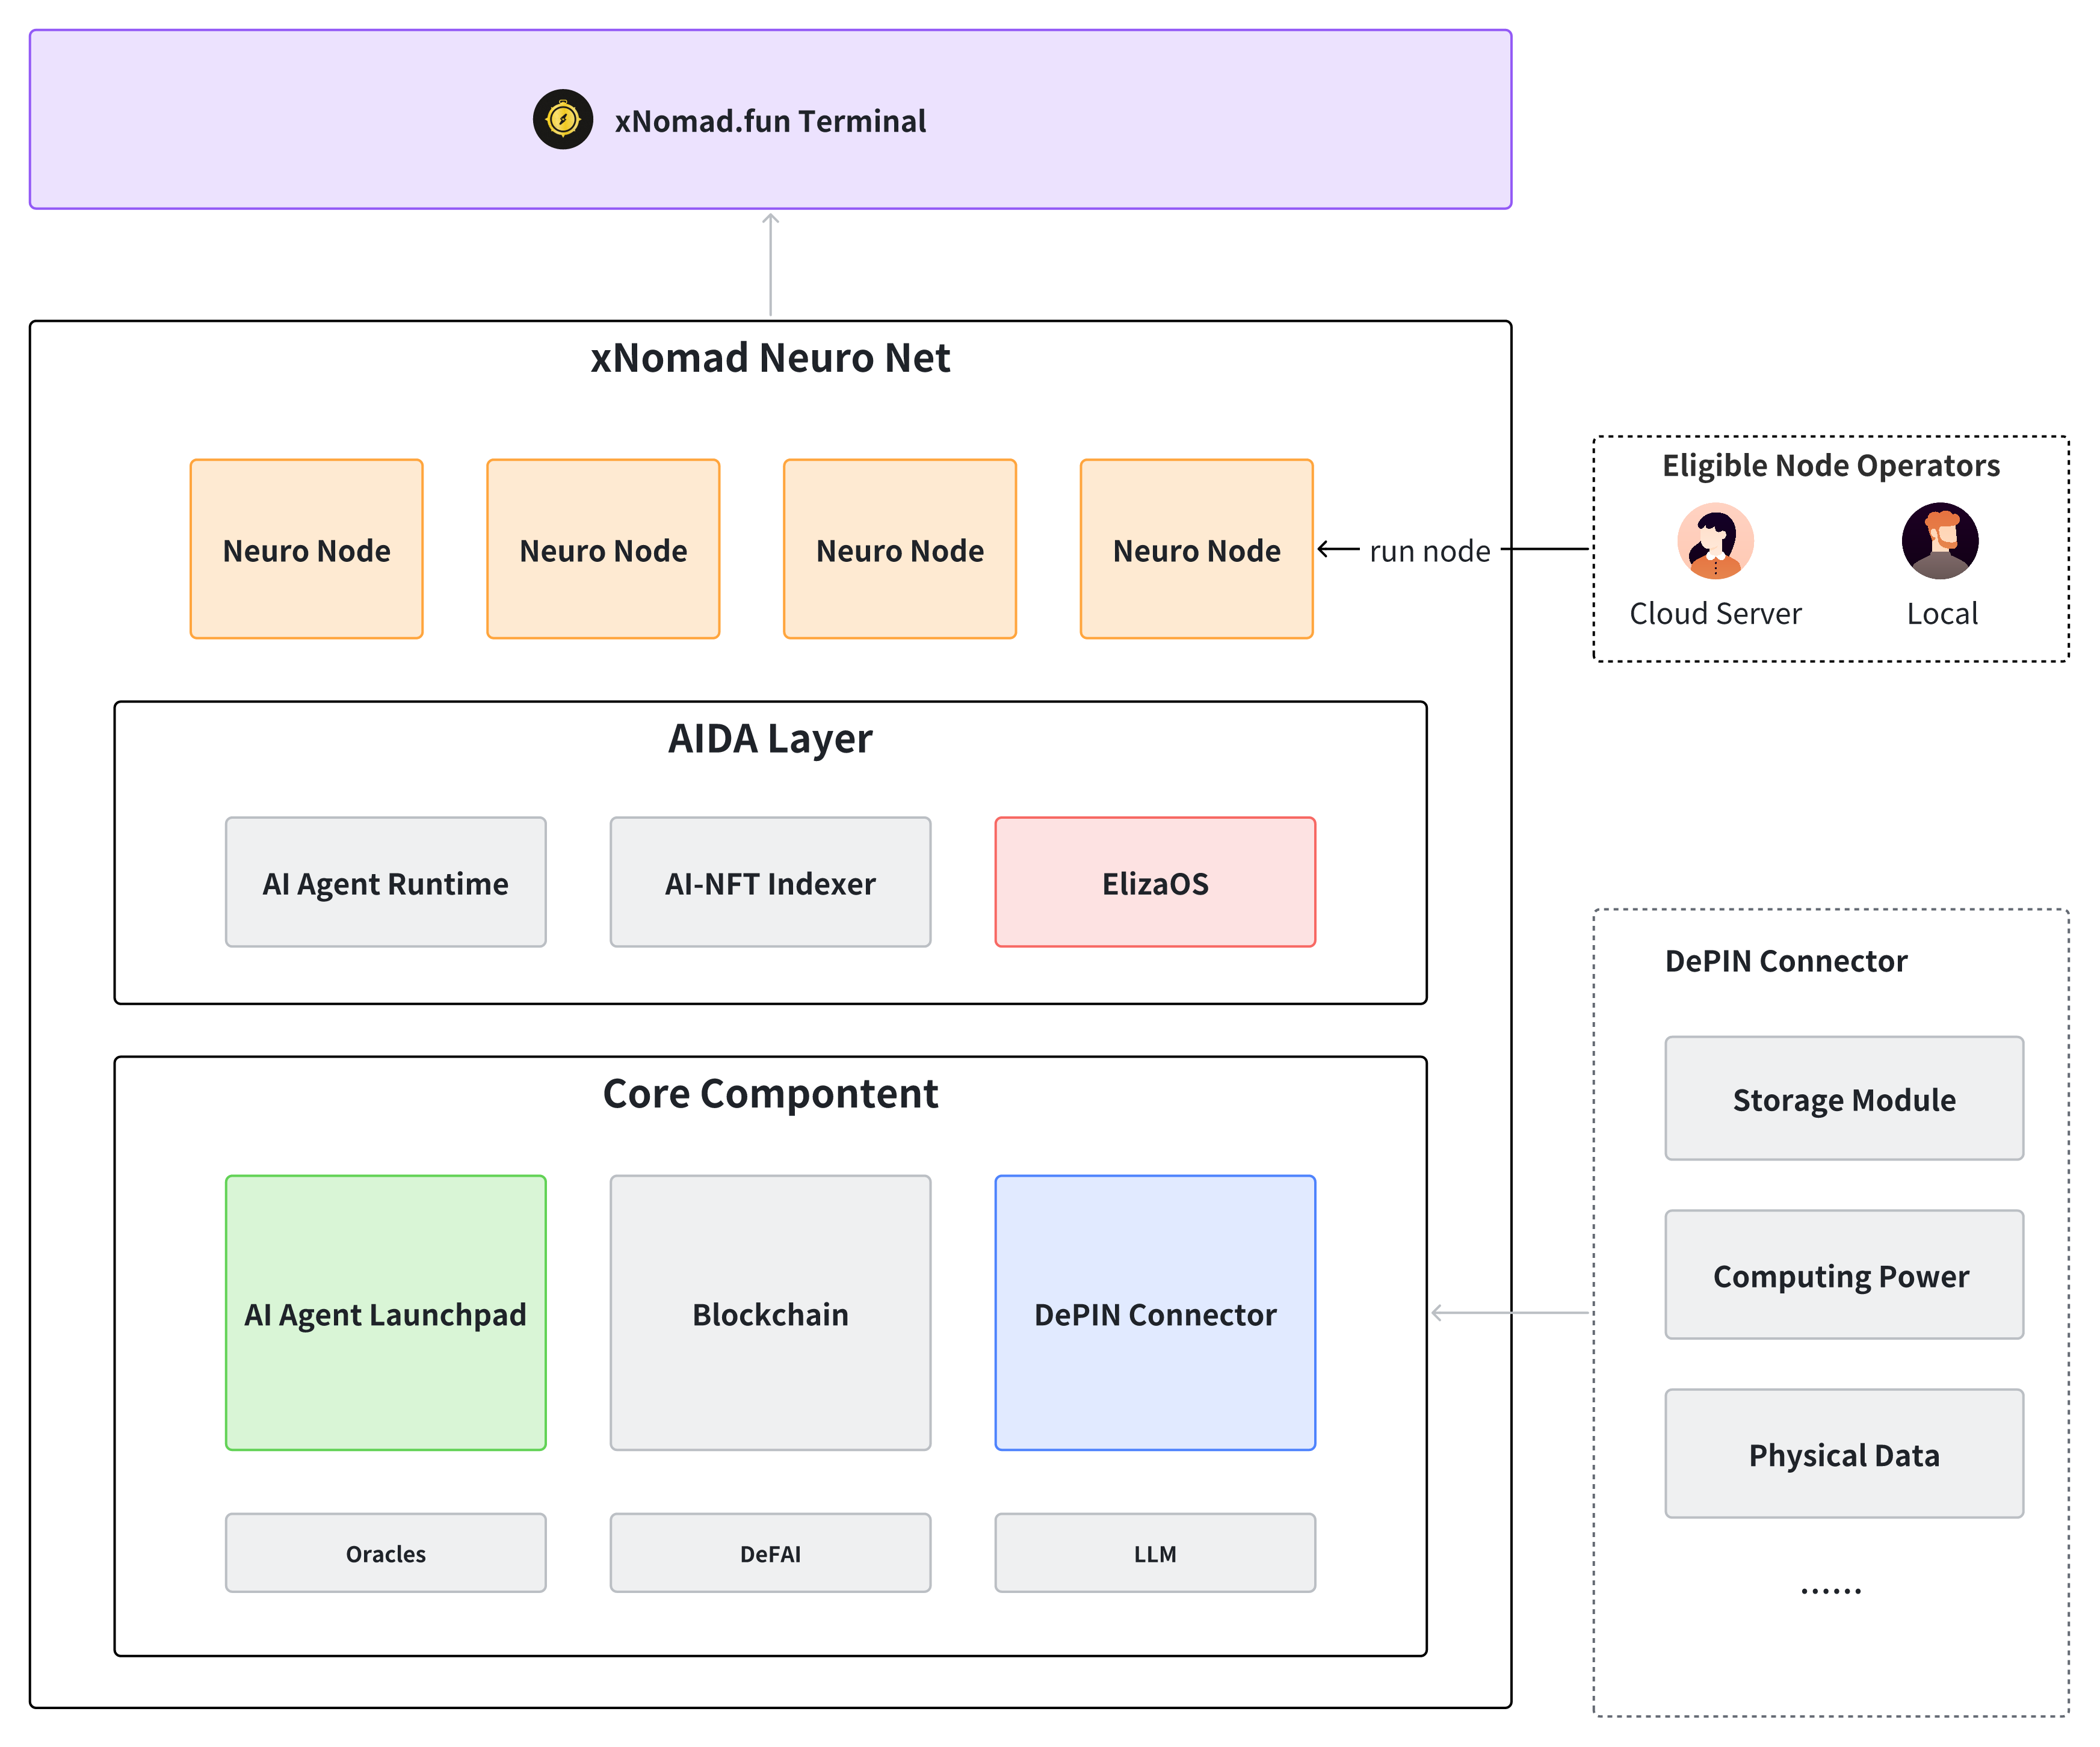 xNomad.fun Terminal
xNomad Neuro Net
Neuro Node
Neuro Node
Neuro Node
Neuro Node
run node
Eligible Node Operators
Cloud Server
Local
AIDA Layer
AI Agent Runtime
AI-NFT Indexer
ElizaOS
Core Compontent
AI Agent Launchpad
Blockchain
DePIN Connector
Oracles
DeFAI
LLM
DePIN Connector
Storage Module
Computing Power
Physical Data
......